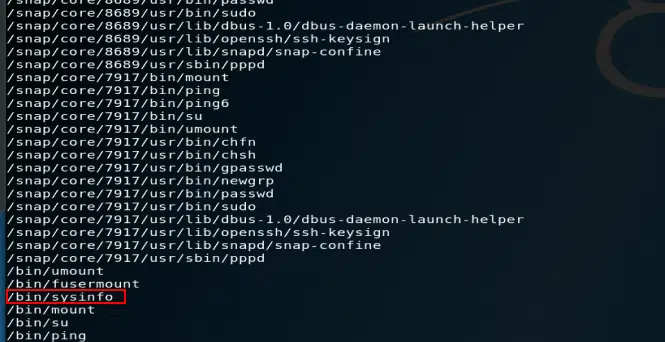 /snap/core/8689/usr/bin/passwd
/snap/core/8689/usr/bin/sudo
/snap/core/8689/usr/lib/dbus-1.0/dbus-daemon-launch-helper
/snap/core/8689/usr/lib/openssh/ssh-keysign
/snap/core/8689/usr/lib/snapd/snap-confine
/snap/core/8689/usr/sbin/pppd
/snap/core/7917/bin/mount
/snap/core/7917/bin/ping
/snap/core/7917/bin/ping6
/snap/core/7917/bin/su
/snap/core/7917/bin/umount
/snap/core/7917/usr/bin/chfn
/snap/core/7917/usr/bin/chsh
/snap/core/7917/usr/bin/gpasswd
/snap/core/7917/usr/bin/newgrp
/snap/core/7917/usr/bin/passwd
/snap/core/7917/usr/bin/sudo
/snap/core/7917/usr/lib/dbus-1.0/dbus-daemon-launch-helper
/snap/core/7917/usr/lib/openssh/ssh-keysign
/snap/core/7917/usr/lib/snapd/snap-confine
/snap/core/7917/usr/sbin/pppd
/bin/umount
/bin/fusermount
/bin/sysinfo
/bin/mount
/bin/su
/bin/ping